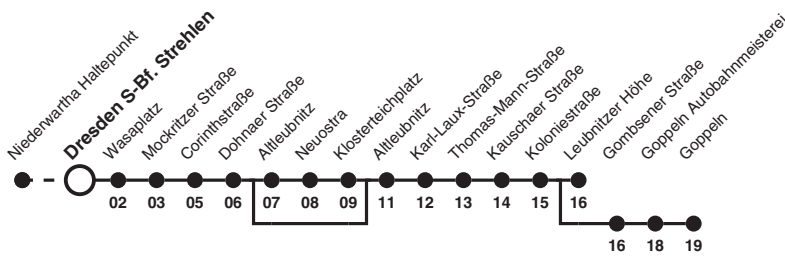 Niederwartha Haltepunkt
Dresden S-Bf. Strehlen
Wasaplatz
Mockritzer Straße
Corinthstraße
Dohnaer Straße
Altleubnitz
Neuostra
Klosterteichplatz
Altleubnitz
Karl-Laux-Straße
Thomas-Mann-Straße
Kauschaer Straße
Koloniestraße
Leubnitzer Höhe
Gombsener Straße
Goppeln Autobahnmeisterei
Goppeln
02 03 05 06 07 08 09 11 12 13 14 15 16
16 18 19